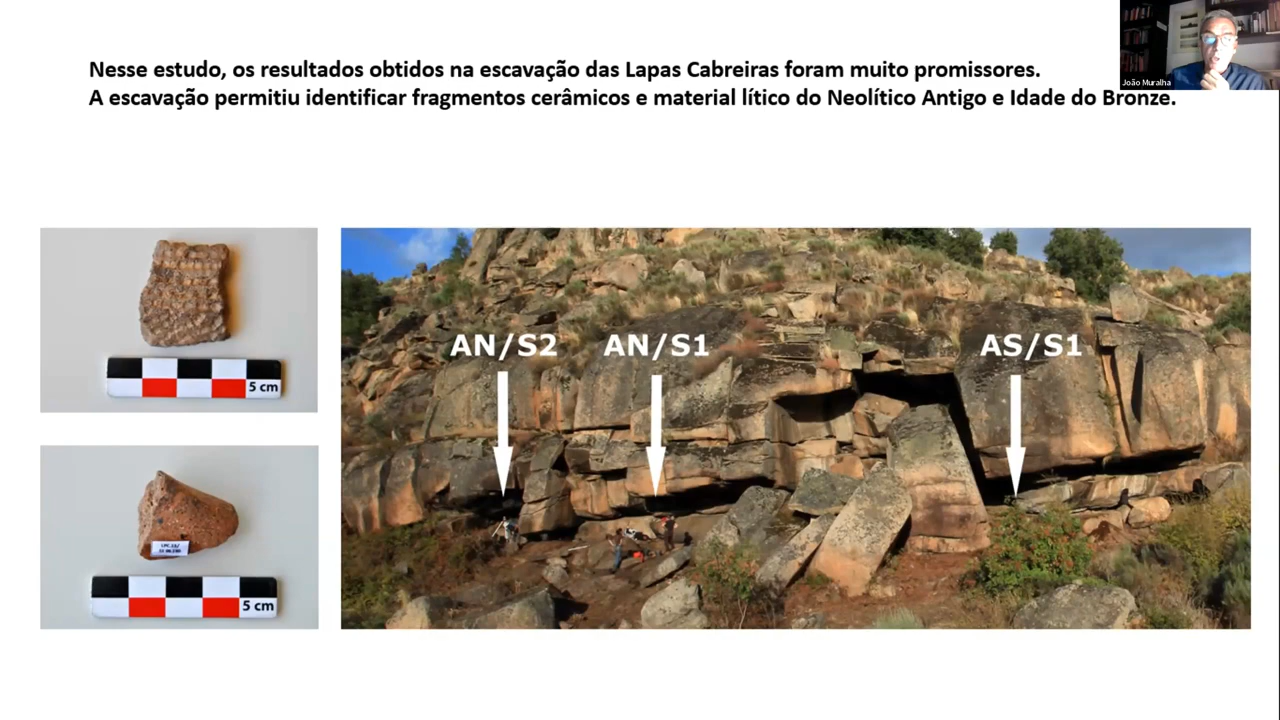 Nesse estudo, os resultados obtidos na escavação das Lapas Cabreiras foram muito promissores.
João Muralha
A escavação permitiu identificar fragmentos cerâmicos e material lítico do Neolítico Antigo e Idade do Bronze.
AN/S2
AN/S1
AS/S1
5 cm
5 cm